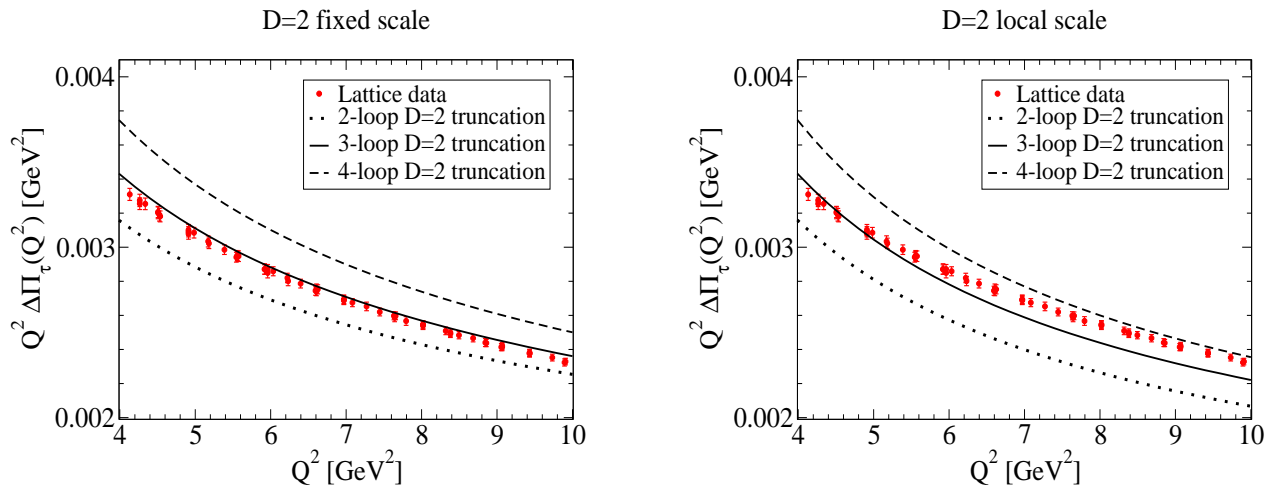 D=2 fixed scale
0.004
0.003
0.002
Q² ΔΠ_τ(Q²) [GeV²]
Lattice data
2-loop D=2 truncation
3-loop D=2 truncation
4-loop D=2 truncation
4 5 6 7 8 9 10
Q² [GeV²]
D=2 local scale
0.004
0.003
0.002
Q² ΔΠ_τ(Q²) [GeV²]
Lattice data
2-loop D=2 truncation
3-loop D=2 truncation
4-loop D=2 truncation
4 5 6 7 8 9 10
Q² [GeV²]